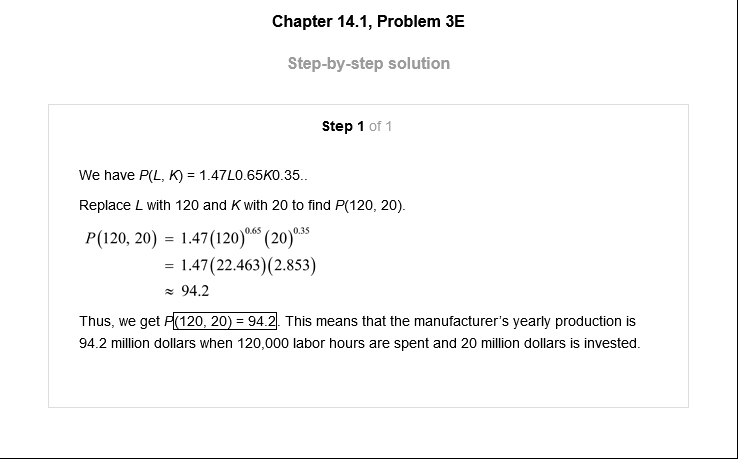 Chapter 14.1, Problem 3E
Step-by-step solution
Step 1 of 1
We have P(L, K) = 1.47L0.65K0.35..
Replace L with 120 and K with 20 to find P(120, 20).
P(120, 20) = 1.47(120)^0.65 (20)^0.35
= 1.47(22.463)(2.853)
≈ 94.2
Thus, we get P(120, 20) = 94.2. This means that the manufacturer's yearly production is
94.2 million dollars when 120,000 labor hours are spent and 20 million dollars is invested.